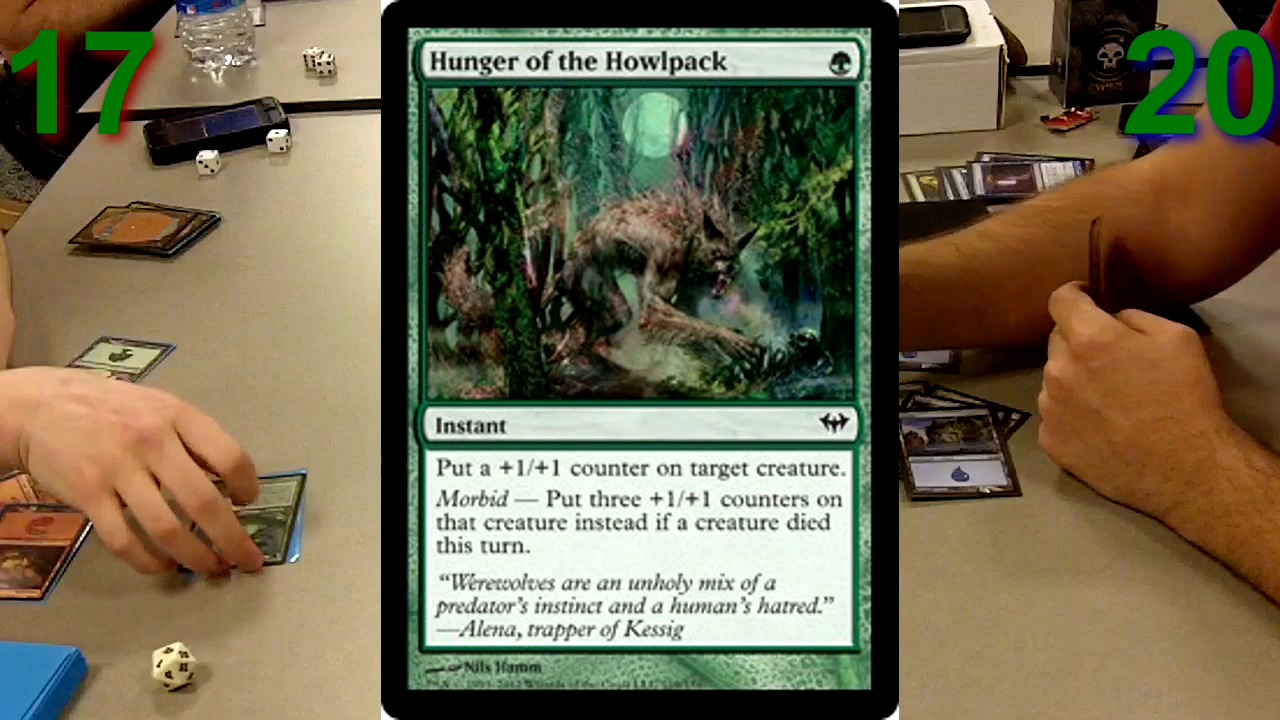 17
20
Hunger of the Howlpack
Instant
Put a +1/+1 counter on target creature.
Morbid — Put three +1/+1 counters on
that creature instead if a creature died
this turn.
“Werewolves are an unholy mix of a
predator’s instinct and a human’s hatred.”
—Alena, trapper of Kessig
Nils Hamm